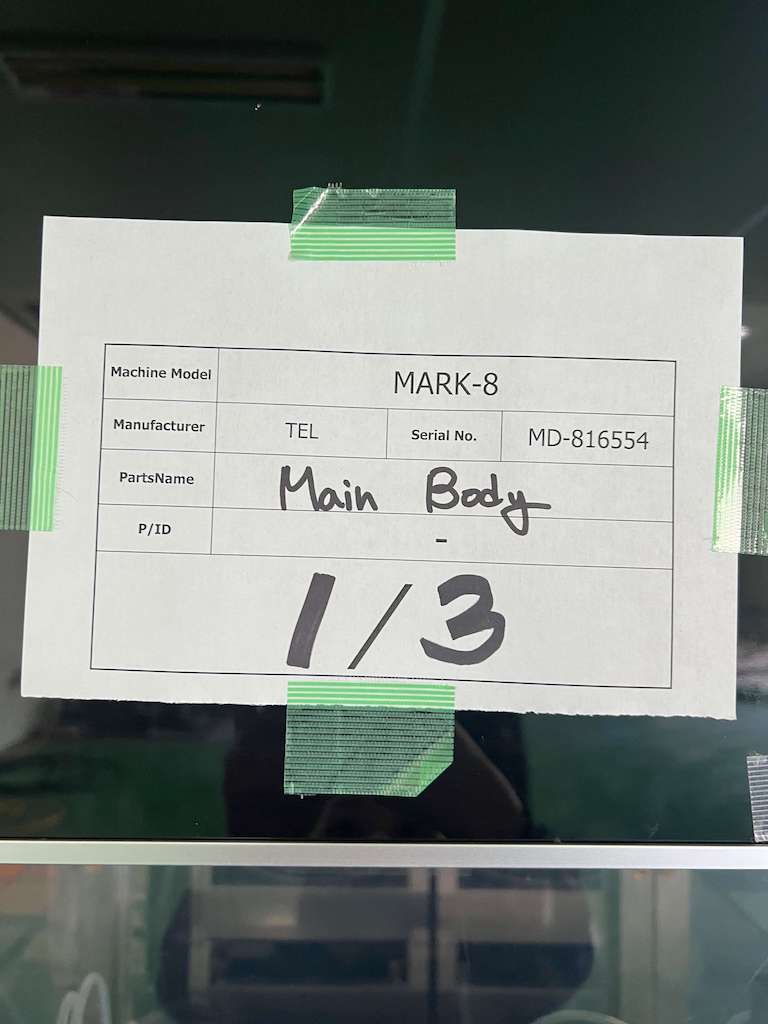 Machine Model MARK-8
Manufacturer TEL Serial No. MD-816554
PartsName Main Body
P/ID -
1/3